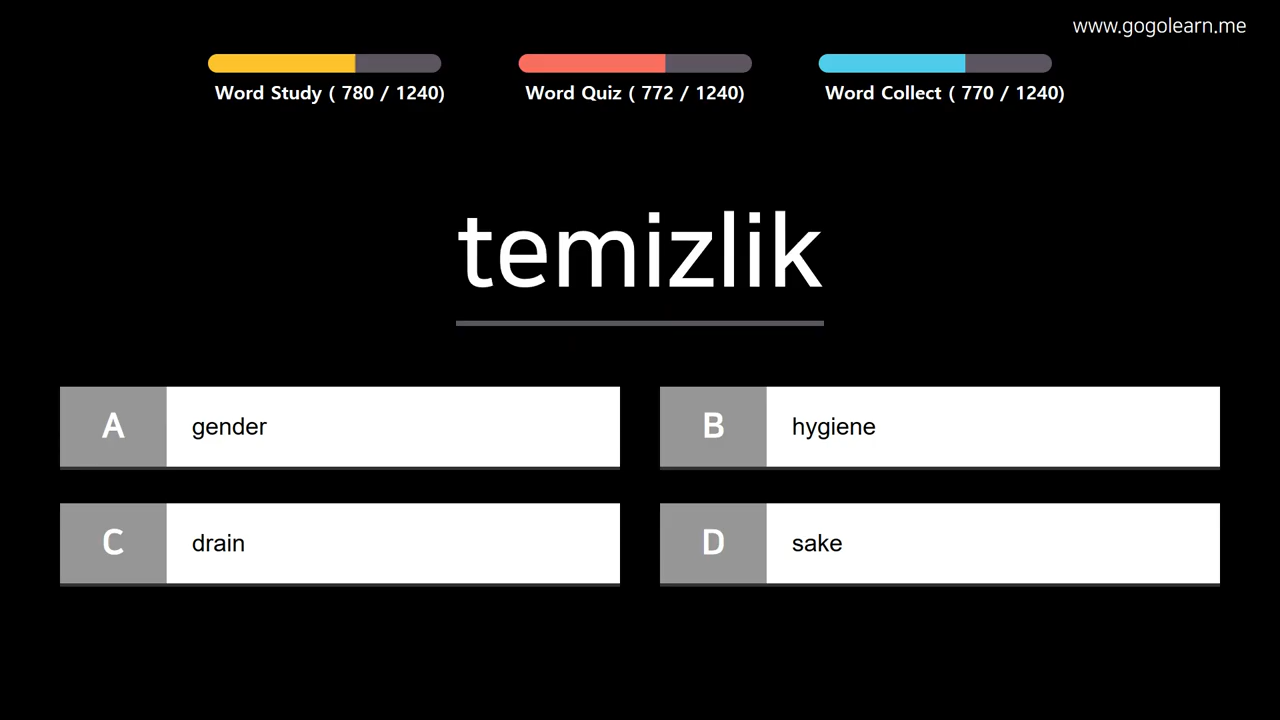 www.gogolearn.me
Word Study ( 780 / 1240)
Word Quiz ( 772 / 1240)
Word Collect ( 770 / 1240)
temizlik
A gender
B hygiene
C drain
D sake